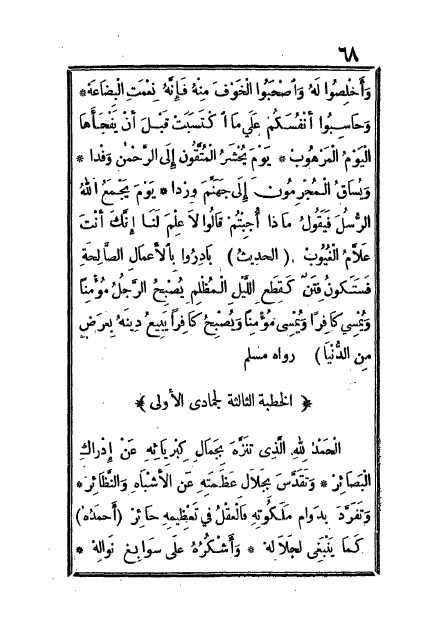 ٦٨
وَأَخْلِصُوا لَهُ وَاصْحَبُوا الْخَوْفَ مِنْهُ فَإِنَّهُ نِعْمَتِ الْبِضَاعَةُ *
وَحَاسِبُوا أَنْفُسَكُمْ عَلَي مَا اكْتَسَبَتْ قَبْلَ أَنْ يَفْجَأَهَا
الْيَوْمُ الْمَرْهُوبُ * يَوْمَ يُحْشَرُ الْمُتَّقُونَ إِلَى الرَّحْمٰنِ وَفْدًا *
وَيُسَاقُ الْمُجْرِمُونَ إِلَى جَهَنَّمَ وِرْدًا * يَوْمَ يَجْمَعُ اللهُ
الرُّسُلَ فَيَقُولُ مَاذَا أُجِبْتُمْ قَالُوا لَا عِلْمَ لَنَا إِنَّكَ أَنْتَ
عَلَّامُ الْغُيُوبِ . (الحديث) بَادِرُوا بِالْأَعْمَالِ الصَّالِحَةِ
فَسَتَكُونُ فِتَنٌ كَقِطَعِ اللَّيْلِ الْمُظْلِمِ يُصْبِحُ الرَّجُلُ مُؤْمِنًا
وَيُمْسِي كَافِرًا وَيُمْسِي مُؤْمِنًا وَيُصْبِحُ كَافِرًا يَبِيعُ دِينَهُ بِعَرَضٍ
مِنَ الدُّنْيَا) رواه مسلم
﴿ الخطبة الثالثة لجمادى الأولى ﴾
الْحَمْدُ لِلّهِ الَّذِى تَنَزَّهَ بِجَمَالِ كِبْرِيَائِهِ عَنْ إِدْرَاكِ
الْبَصَائِرِ * وَتَقَدَّسَ بِجَلَالِ عَظَمَتِهِ عَنِ الْأَشْبَاهِ وَالنَّظَائِرِ *
وَتَفَرَّدَ بِدَوَامِ مَلَكُوتِهِ فَالْعَقْلُ فِي تَعْظِيمِهِ حَائِرٌ (أَحْمَدُهُ)
كَمَا يَنْبَغِي لِجَلَالِهِ * وَأَشْكُرُهُ عَلَى سَوَابِغِ نَوَالِهِ *